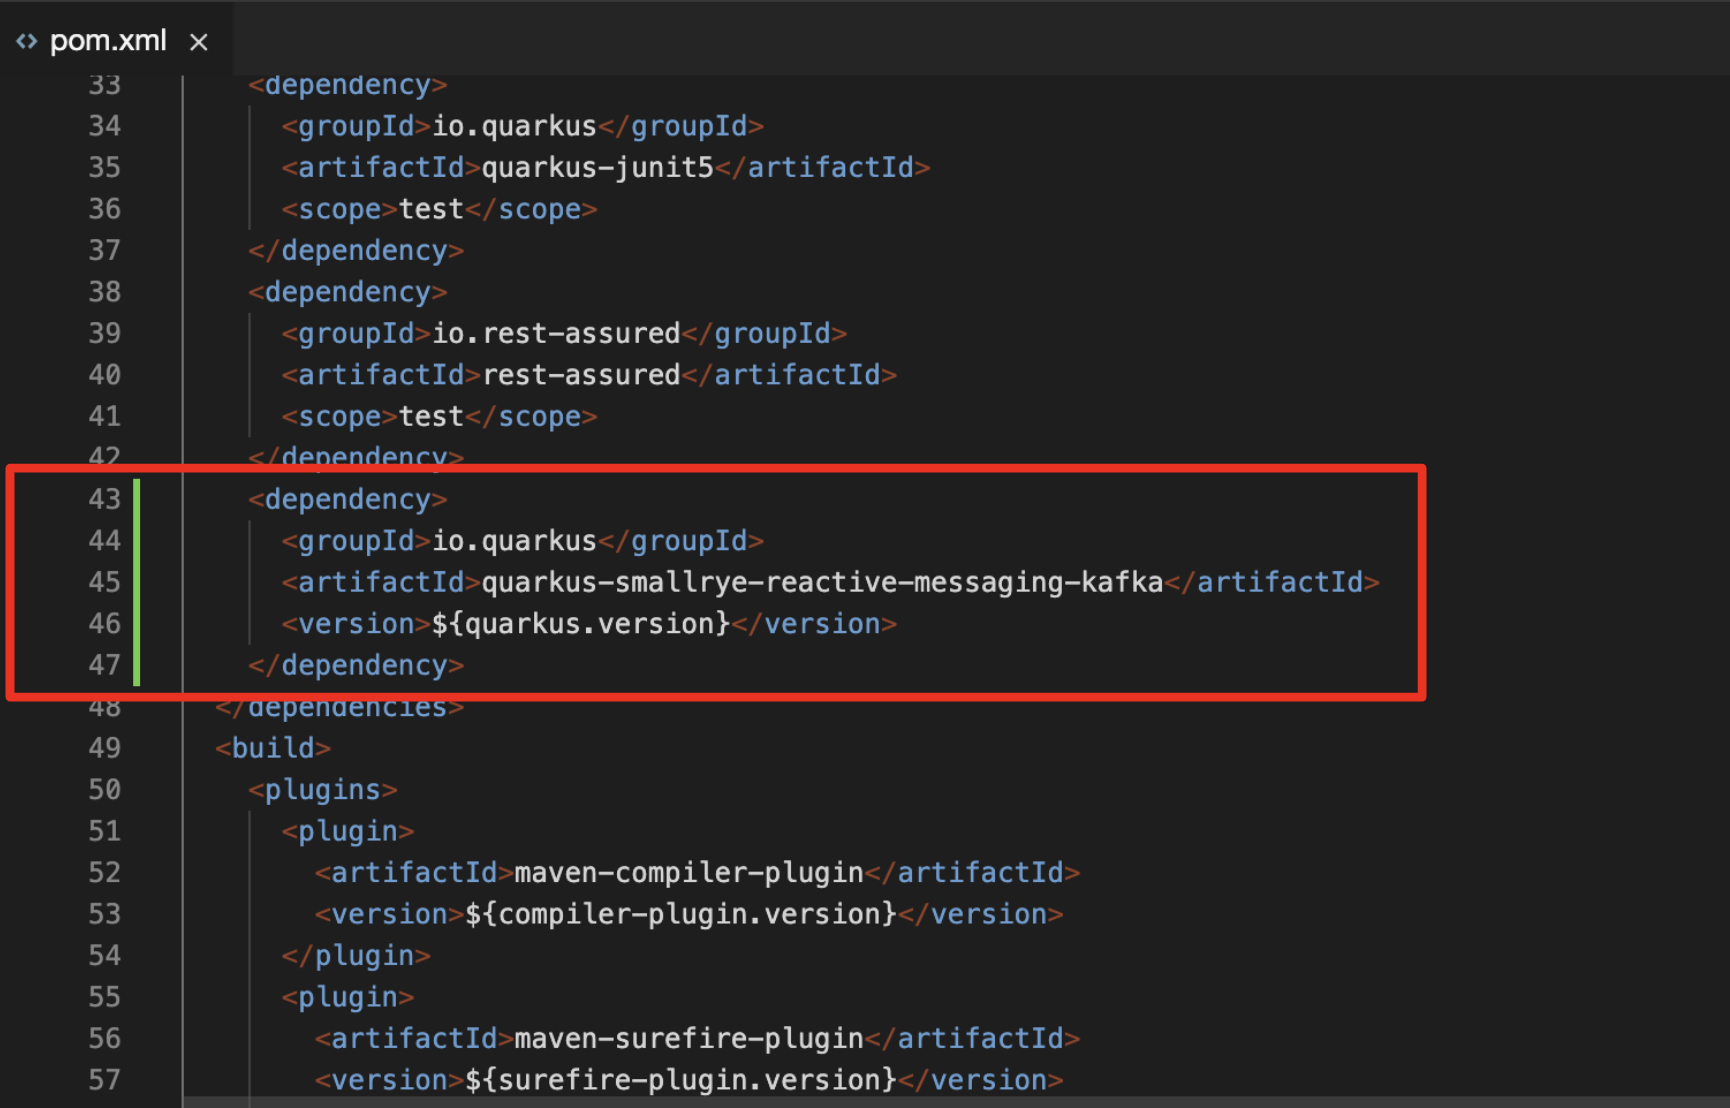 <> pom.xml ×
33 <dependency>
34 <groupId>io.quarkus</groupId>
35 <artifactId>quarkus-junit5</artifactId>
36 <scope>test</scope>
37 </dependency>
38 <dependency>
39 <groupId>io.rest-assured</groupId>
40 <artifactId>rest-assured</artifactId>
41 <scope>test</scope>
42 </dependency>
43 <dependency>
44 <groupId>io.quarkus</groupId>
45 <artifactId>quarkus-smallrye-reactive-messaging-kafka</artifactId>
46 <version>${quarkus.version}</version>
47 </dependency>
48 </dependencies>
49 <build>
50 <plugins>
51 <plugin>
52 <artifactId>maven-compiler-plugin</artifactId>
53 <version>${compiler-plugin.version}</version>
54 </plugin>
55 <plugin>
56 <artifactId>maven-surefire-plugin</artifactId>
57 <version>${surefire-plugin.version}</version>